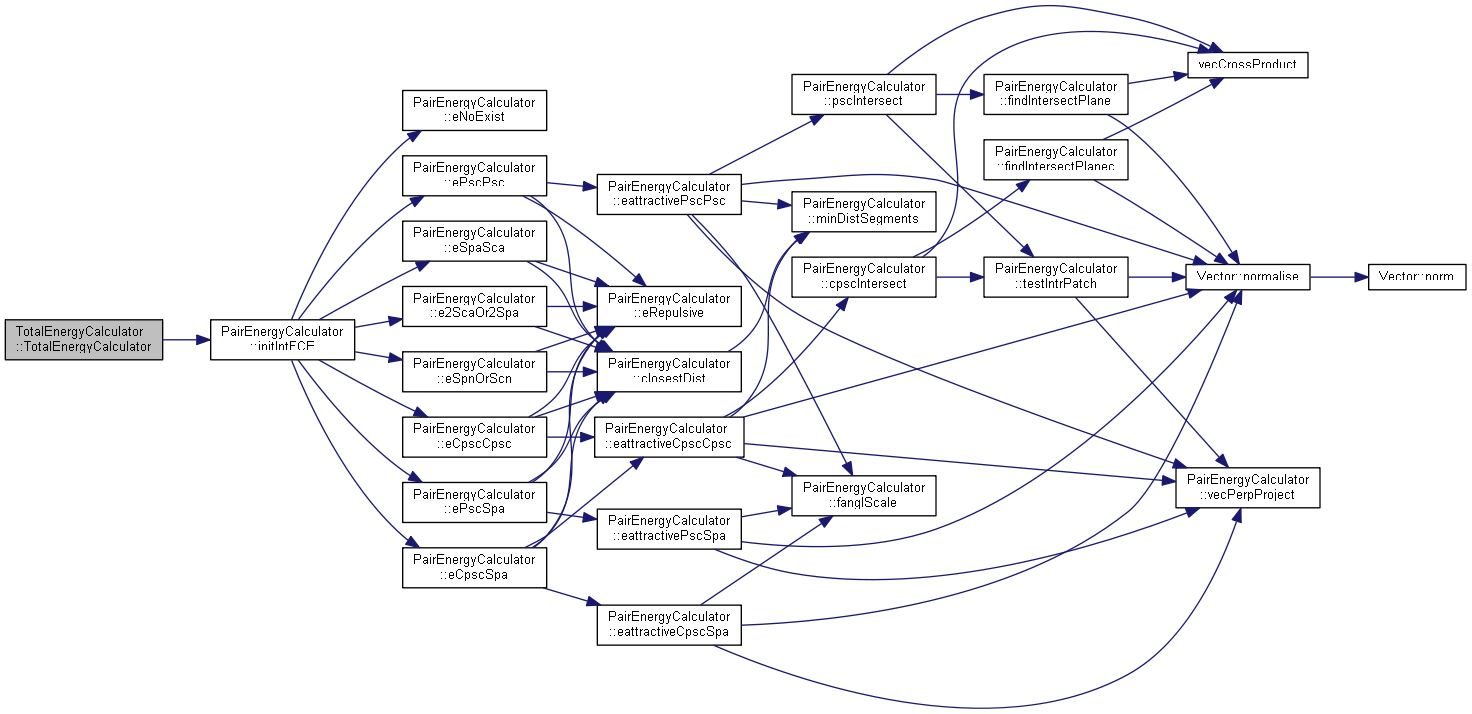 TotalEnergyCalculator
::TotalEnergyCalculator
PairEnergyCalculator
::initIntFCE
PairEnergyCalculator
::eNoExist
PairEnergyCalculator
::ePscPsc
PairEnergyCalculator
::eSpaSca
PairEnergyCalculator
::e2ScaOr2Spa
PairEnergyCalculator
::eSpnOrScn
PairEnergyCalculator
::eCpscCpsc
PairEnergyCalculator
::ePscSpa
PairEnergyCalculator
::eCpscSpa
PairEnergyCalculator
::eattractivePscPsc
PairEnergyCalculator
::eRepulsive
PairEnergyCalculator
::closestDist
PairEnergyCalculator
::eattractiveCpscCpsc
PairEnergyCalculator
::eattractivePscSpa
PairEnergyCalculator
::eattractiveCpscSpa
PairEnergyCalculator
::pscIntersect
PairEnergyCalculator
::minDistSegments
PairEnergyCalculator
::cpscIntersect
PairEnergyCalculator
::fanglScale
PairEnergyCalculator
::findIntersectPlane
PairEnergyCalculator
::findIntersectPlanec
PairEnergyCalculator
::testIntrPatch
vecCrossProduct
Vector::normalise
PairEnergyCalculator
::vecPerpProject
Vector::norm